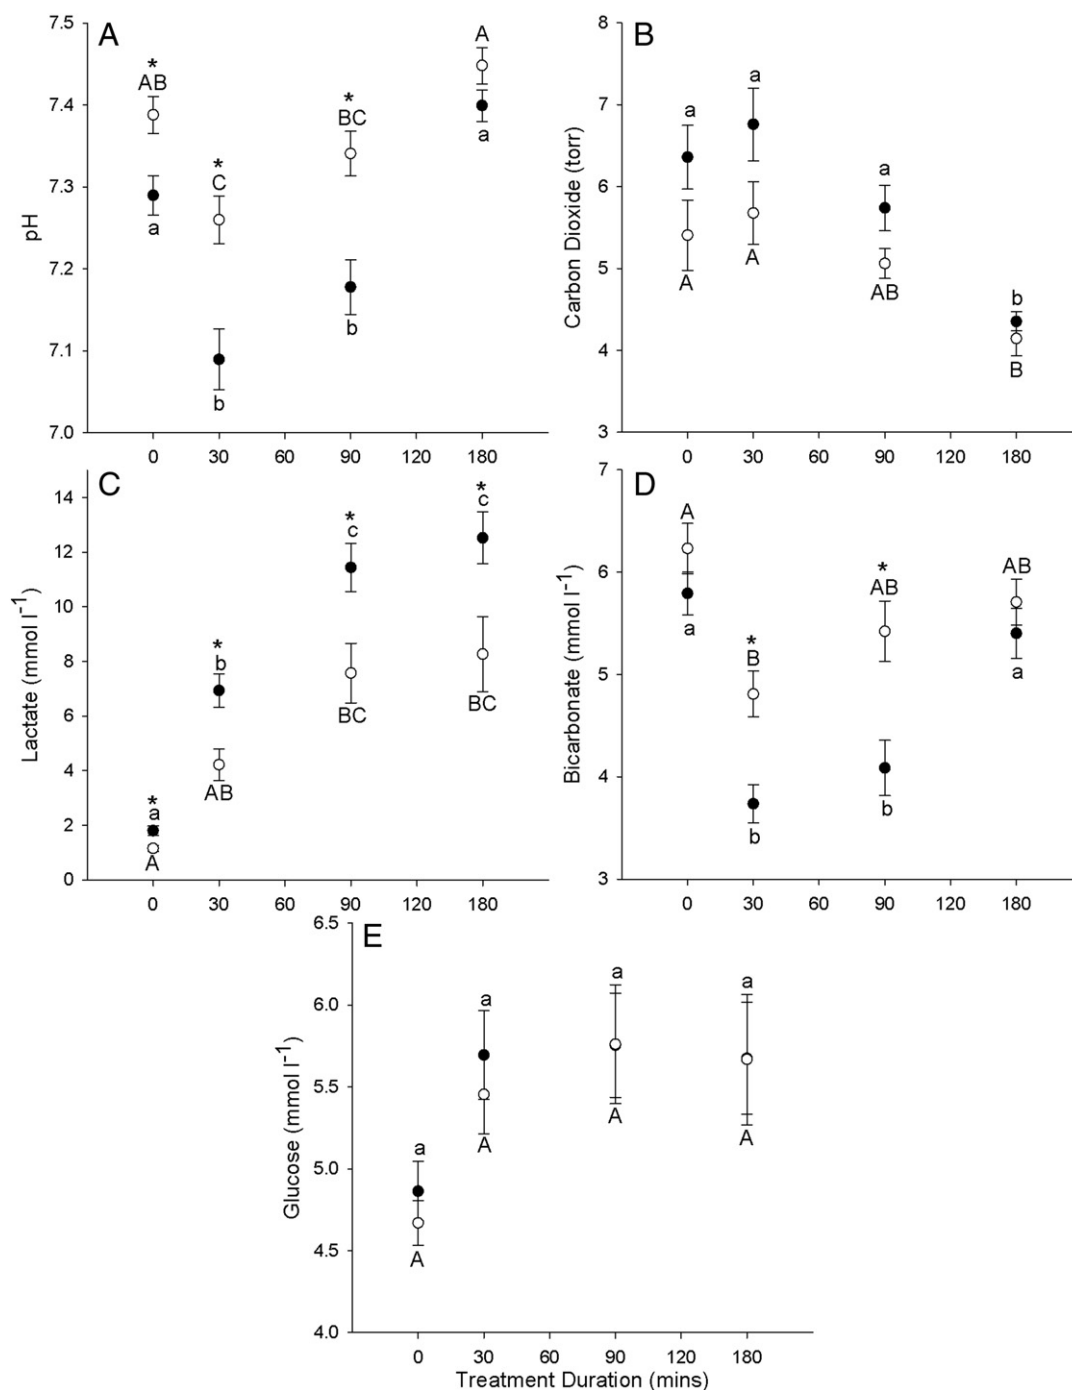 A
pH
7.5
7.4
7.3
7.2
7.1
7.0
*
AB
a
*
C
b
*
BC
b
A
a
0 30 60 90 120 180
B
Carbon Dioxide (torr)
8
7
6
5
4
3
a
A
a
A
a
AB
b
B
0 30 60 90 120 180
C
Lactate (mmol l⁻¹)
14
12
10
8
6
4
2
0
*
a
A
*
b
AB
*
c
BC
*
c
BC
0 30 60 90 120 180
D
Bicarbonate (mmol l⁻¹)
7
6
5
4
3
A
a
*
B
b
*
AB
b
AB
a
0 30 60 90 120 180
E
Glucose (mmol l⁻¹)
6.5
6.0
5.5
5.0
4.5
4.0
a
A
a
A
a
A
a
A
0 30 60 90 120 180
Treatment Duration (mins)